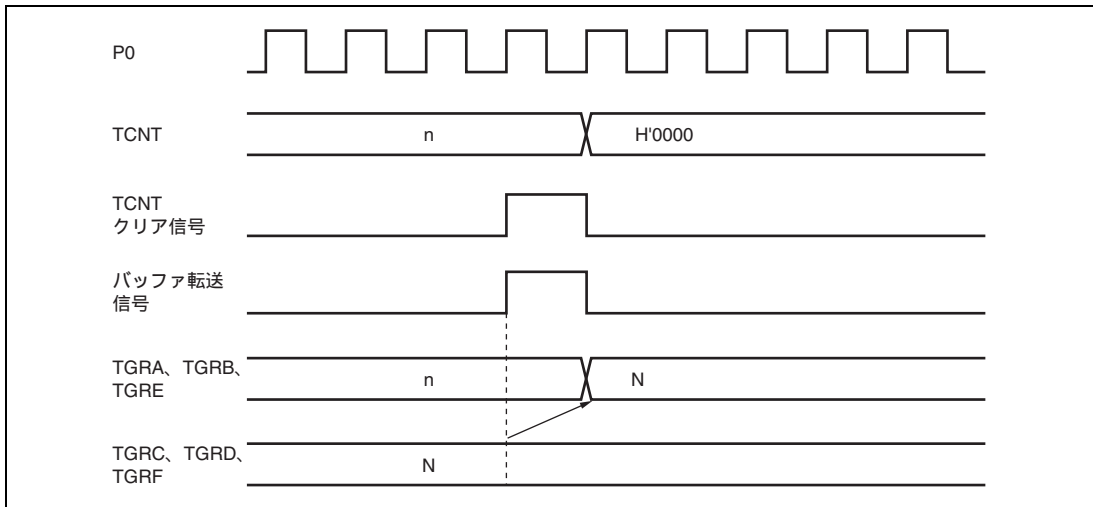 P0
TCNT
n
H'0000
TCNT
クリア信号
バッファ転送
信号
TGRA、TGRB、
TGRE
n
N
TGRC、TGRD、
TGRF
N